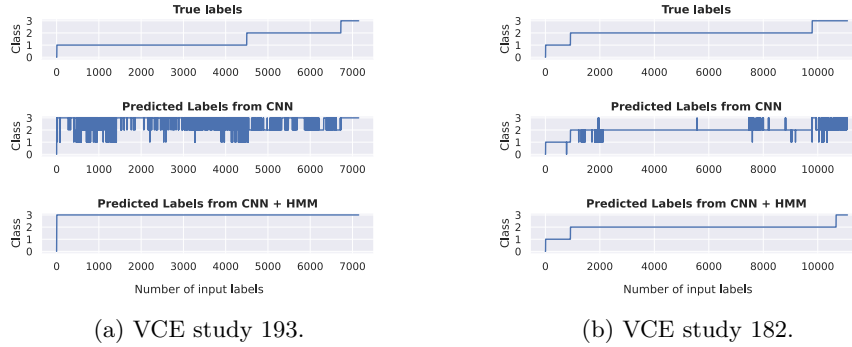 True labels
Class
3
2
1
0
0 1000 2000 3000 4000 5000 6000 7000
Predicted Labels from CNN
Class
3
2
1
0
0 1000 2000 3000 4000 5000 6000 7000
Predicted Labels from CNN + HMM
Class
3
2
1
0
0 1000 2000 3000 4000 5000 6000 7000
Number of input labels
(a) VCE study 193.
True labels
Class
3
2
1
0
0 2000 4000 6000 8000 10000
Predicted Labels from CNN
Class
3
2
1
0
0 2000 4000 6000 8000 10000
Predicted Labels from CNN + HMM
Class
3
2
1
0
0 2000 4000 6000 8000 10000
Number of input labels
(b) VCE study 182.